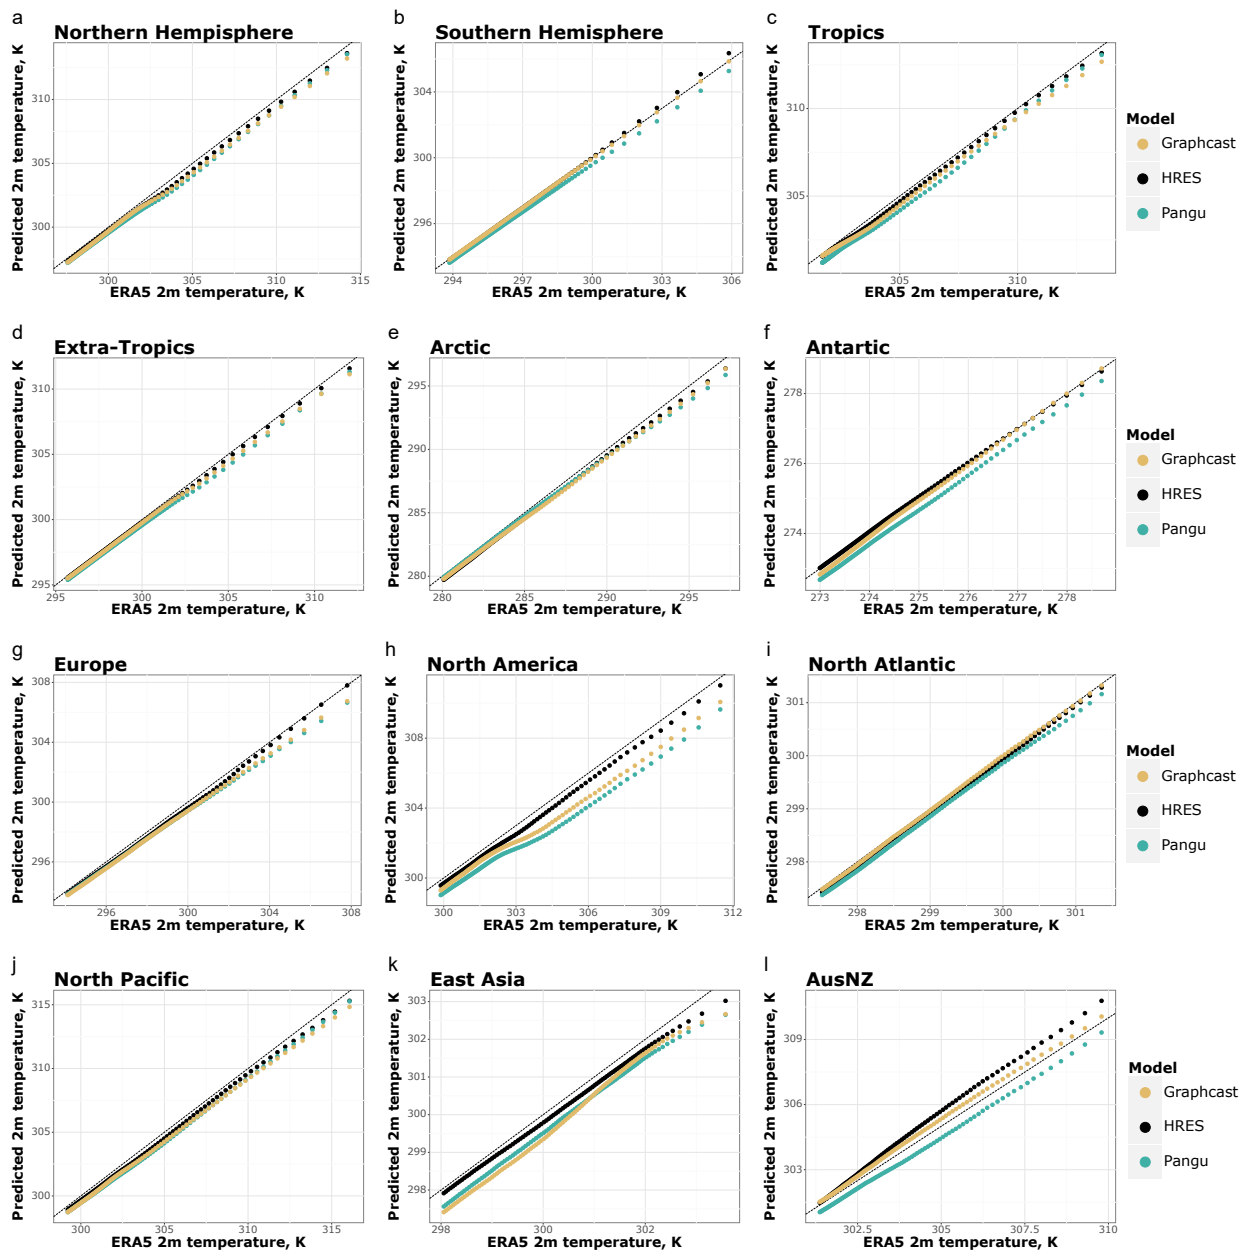 a
Northern Hempisphere
Predicted 2m temperature, K
310
305
300
300
305
310
315
ERA5 2m temperature, K
b
Southern Hemisphere
Predicted 2m temperature, K
304
300
296
294
297
300
303
306
ERA5 2m temperature, K
c
Tropics
Predicted 2m temperature, K
310
305
305
310
ERA5 2m temperature, K
Model
Graphcast
HRES
Pangu
d
Extra-Tropics
Predicted 2m temperature, K
310
305
300
295
295
300
305
310
ERA5 2m temperature, K
e
Arctic
Predicted 2m temperature, K
295
290
285
280
280
285
290
295
ERA5 2m temperature, K
f
Antartic
Predicted 2m temperature, K
278
276
274
273
274
275
276
277
278
ERA5 2m temperature, K
Model
Graphcast
HRES
Pangu
g
Europe
Predicted 2m temperature, K
308
304
300
296
296
300
304
308
ERA5 2m temperature, K
h
North America
Predicted 2m temperature, K
308
304
300
300
303
306
309
312
ERA5 2m temperature, K
i
North Atlantic
Predicted 2m temperature, K
301
300
299
298
298
299
300
301
ERA5 2m temperature, K
Model
Graphcast
HRES
Pangu
j
North Pacific
Predicted 2m temperature, K
315
310
305
300
300
305
310
315
ERA5 2m temperature, K
k
East Asia
Predicted 2m temperature, K
303
302
301
300
299
298
298
300
302
ERA5 2m temperature, K
l
AusNZ
Predicted 2m temperature, K
309
306
303
302.5
305.0
307.5
310
ERA5 2m temperature, K
Model
Graphcast
HRES
Pangu